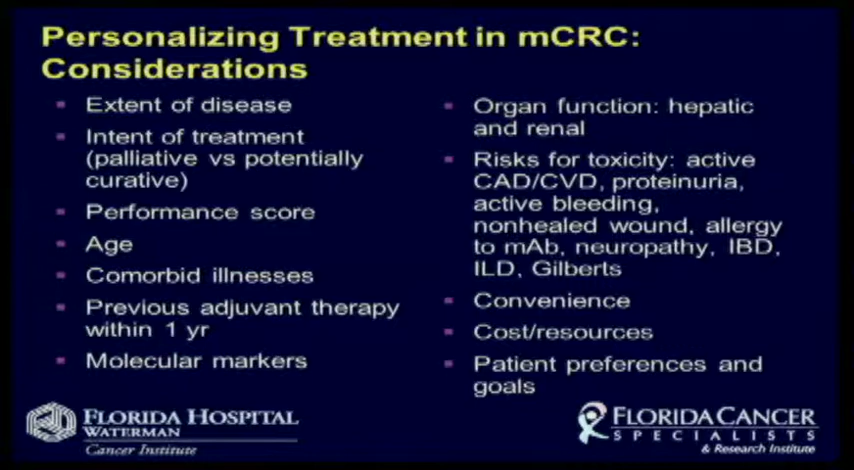 Personalizing Treatment in mCRC:
Considerations
Extent of disease
Intent of treatment
(palliative vs potentially
curative)
Performance score
Age
Comorbid illnesses
Previous adjuvant therapy
within 1 yr
Molecular markers
Organ function: hepatic
and renal
Risks for toxicity: active
CAD/CVD, proteinuria,
active bleeding,
nonhealed wound, allergy
to mAb, neuropathy, IBD,
ILD, Gilberts
Convenience
Cost/resources
Patient preferences and
goals
FLORIDA HOSPITAL
WATERMAN
Cancer Institute
FLORIDA CANCER
SPECIALISTS
& Research Institute